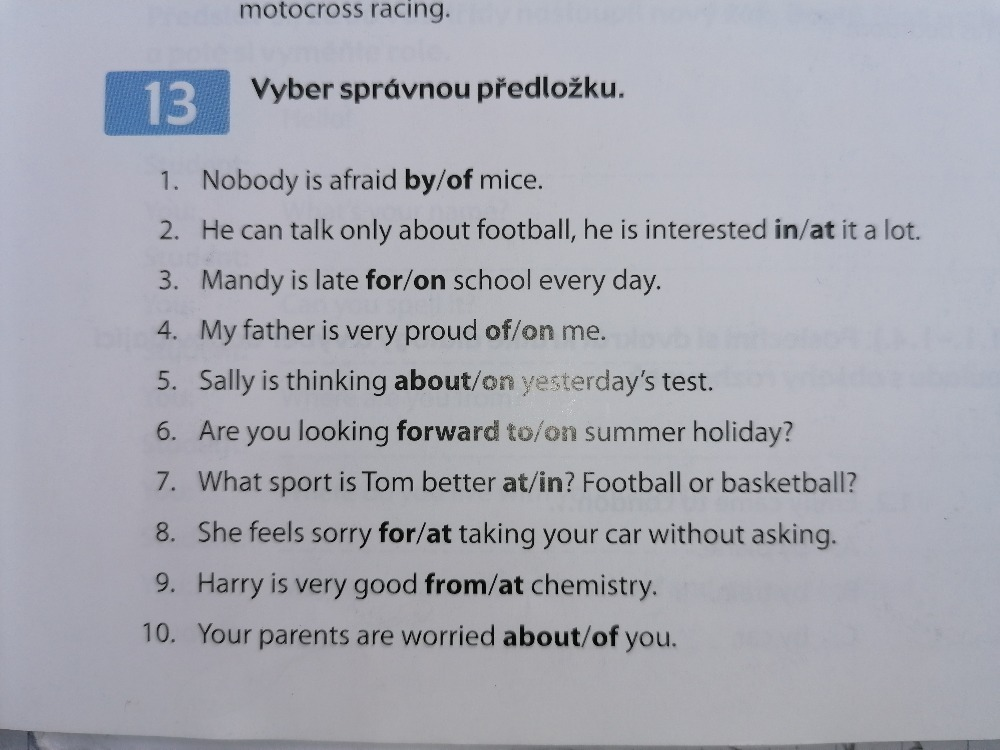 motocross racing.
13 Vyber správnou předložku.
1. Nobody is afraid by/of mice.
2. He can talk only about football, he is interested in/at it a lot.
3. Mandy is late for/on school every day.
4. My father is very proud of/on me.
5. Sally is thinking about/on yesterday's test.
6. Are you looking forward to/on summer holiday?
7. What sport is Tom better at/in? Football or basketball?
8. She feels sorry for/at taking your car without asking.
9. Harry is very good from/at chemistry.
10. Your parents are worried about/of you.